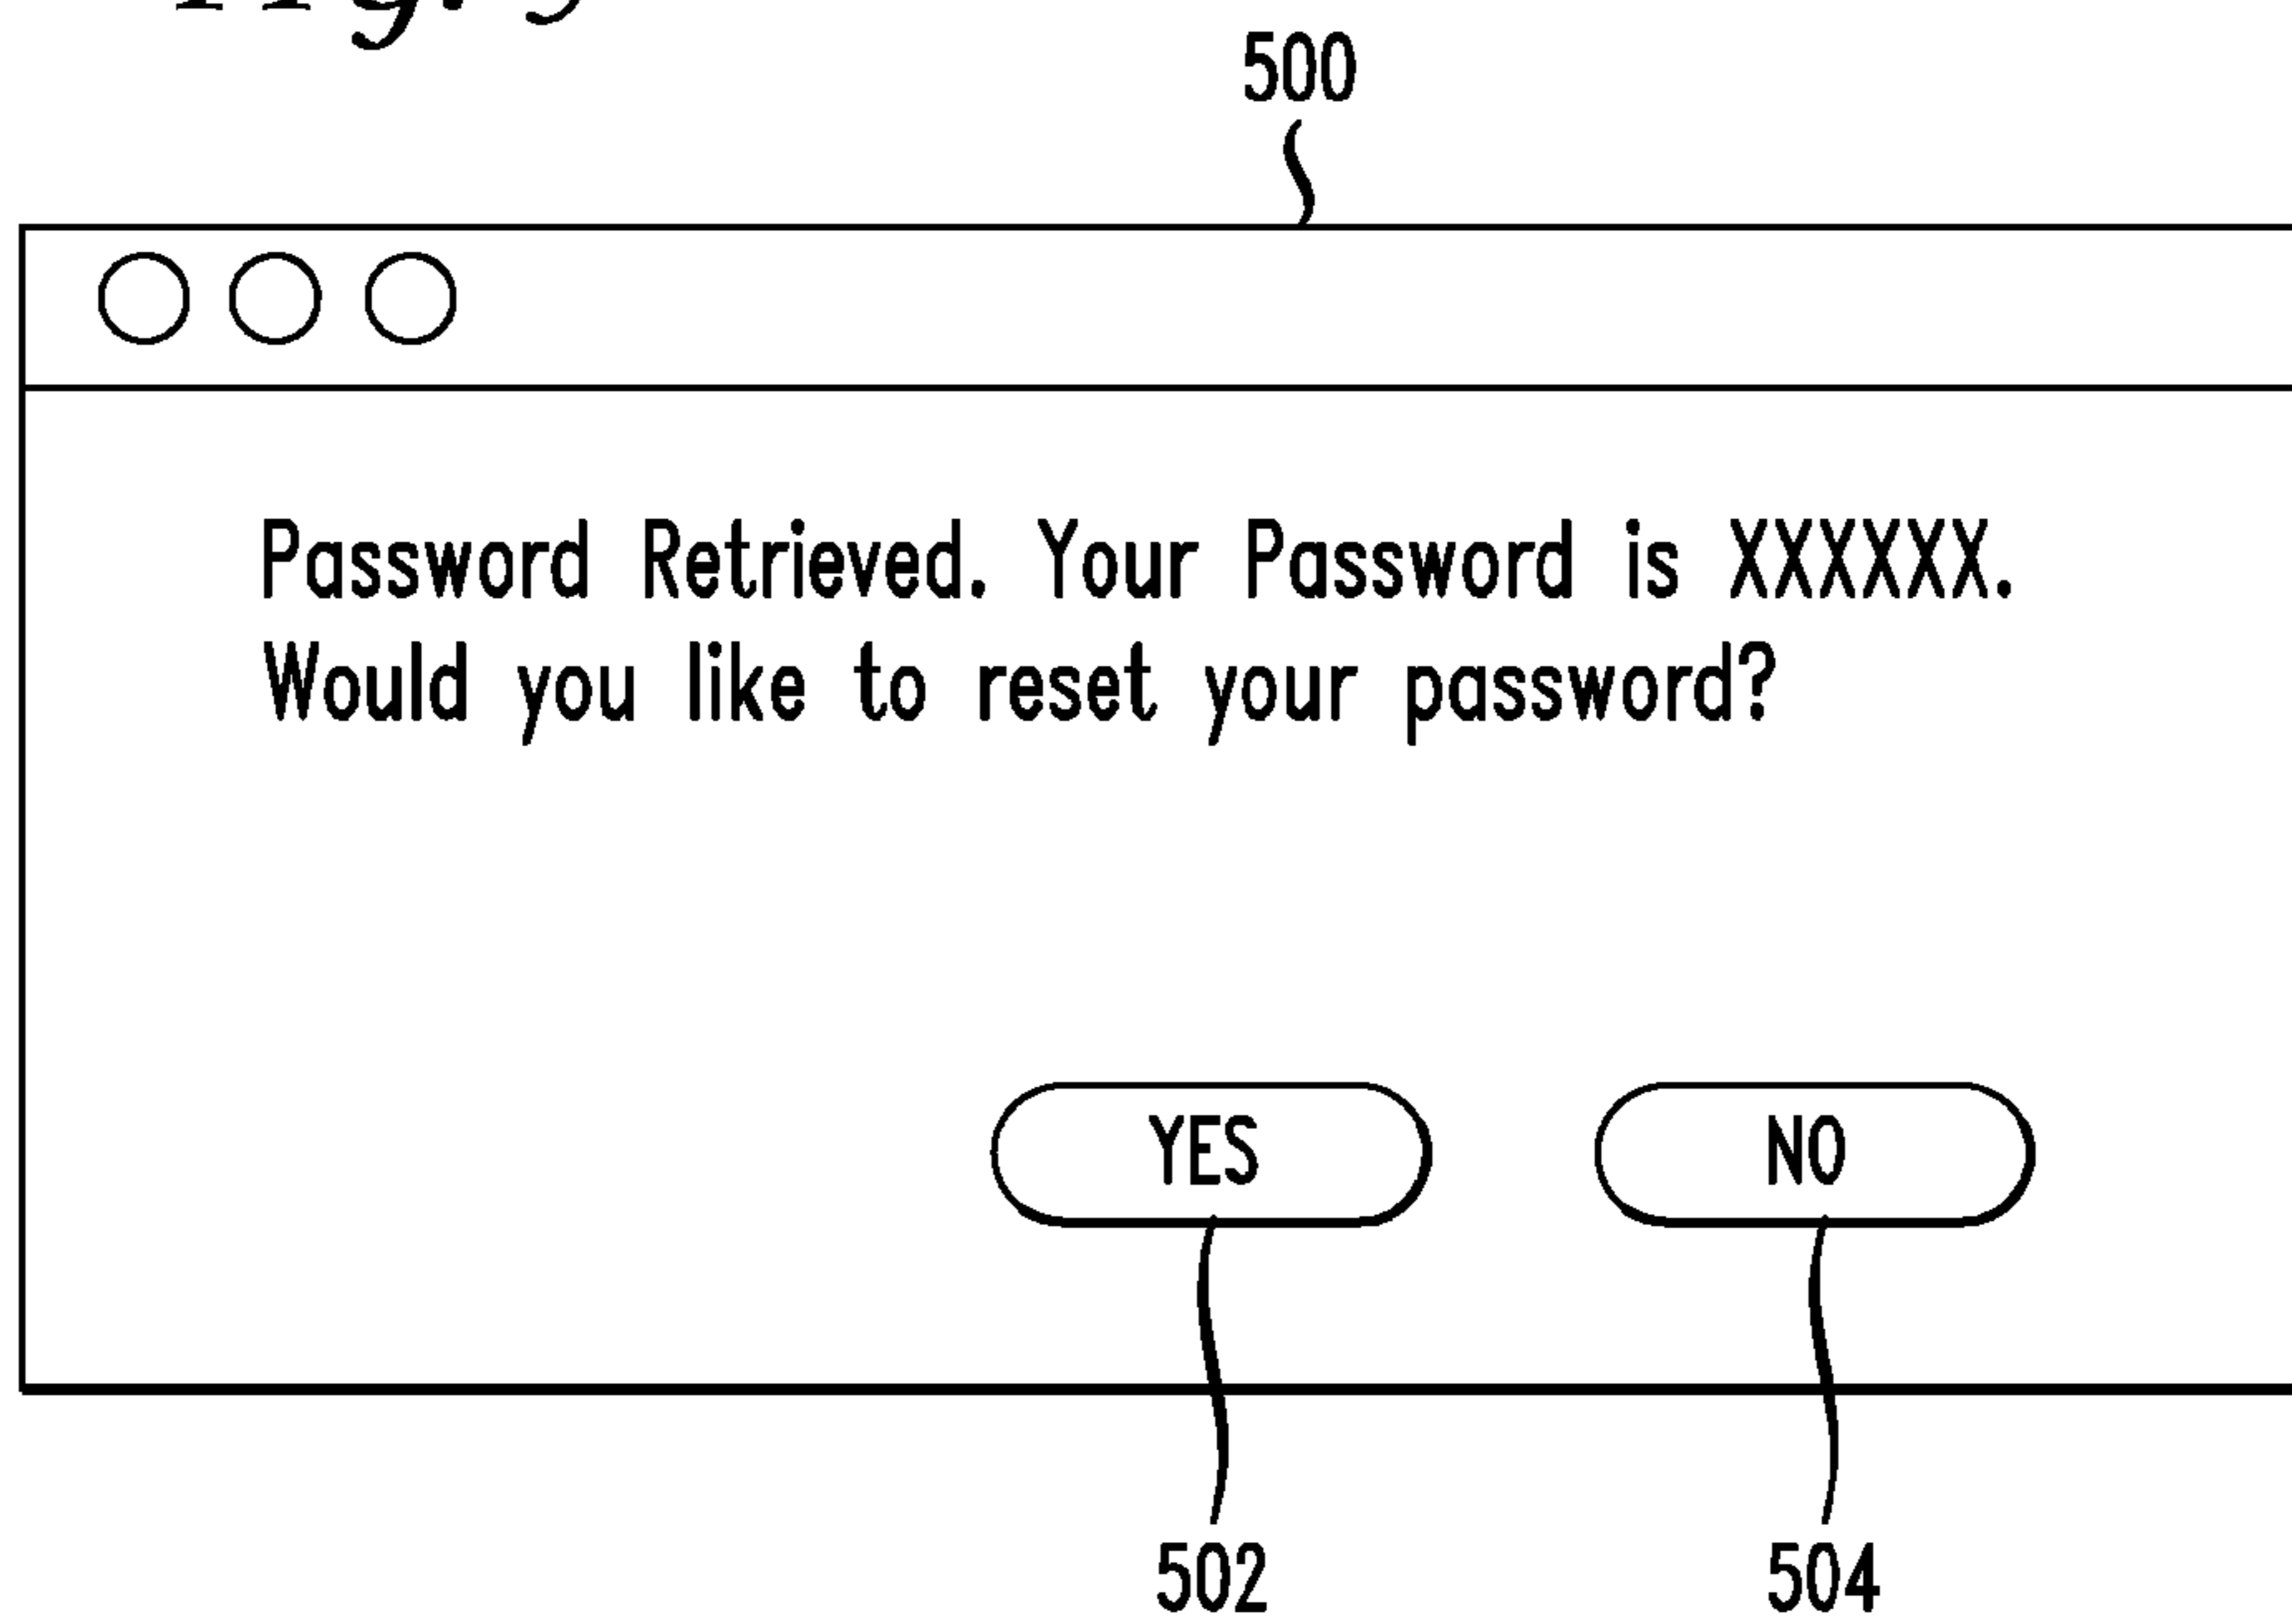 500
Password Retrieved. Your Password is XXXXXX.
Would you like to reset your password?
YES NO
502 504